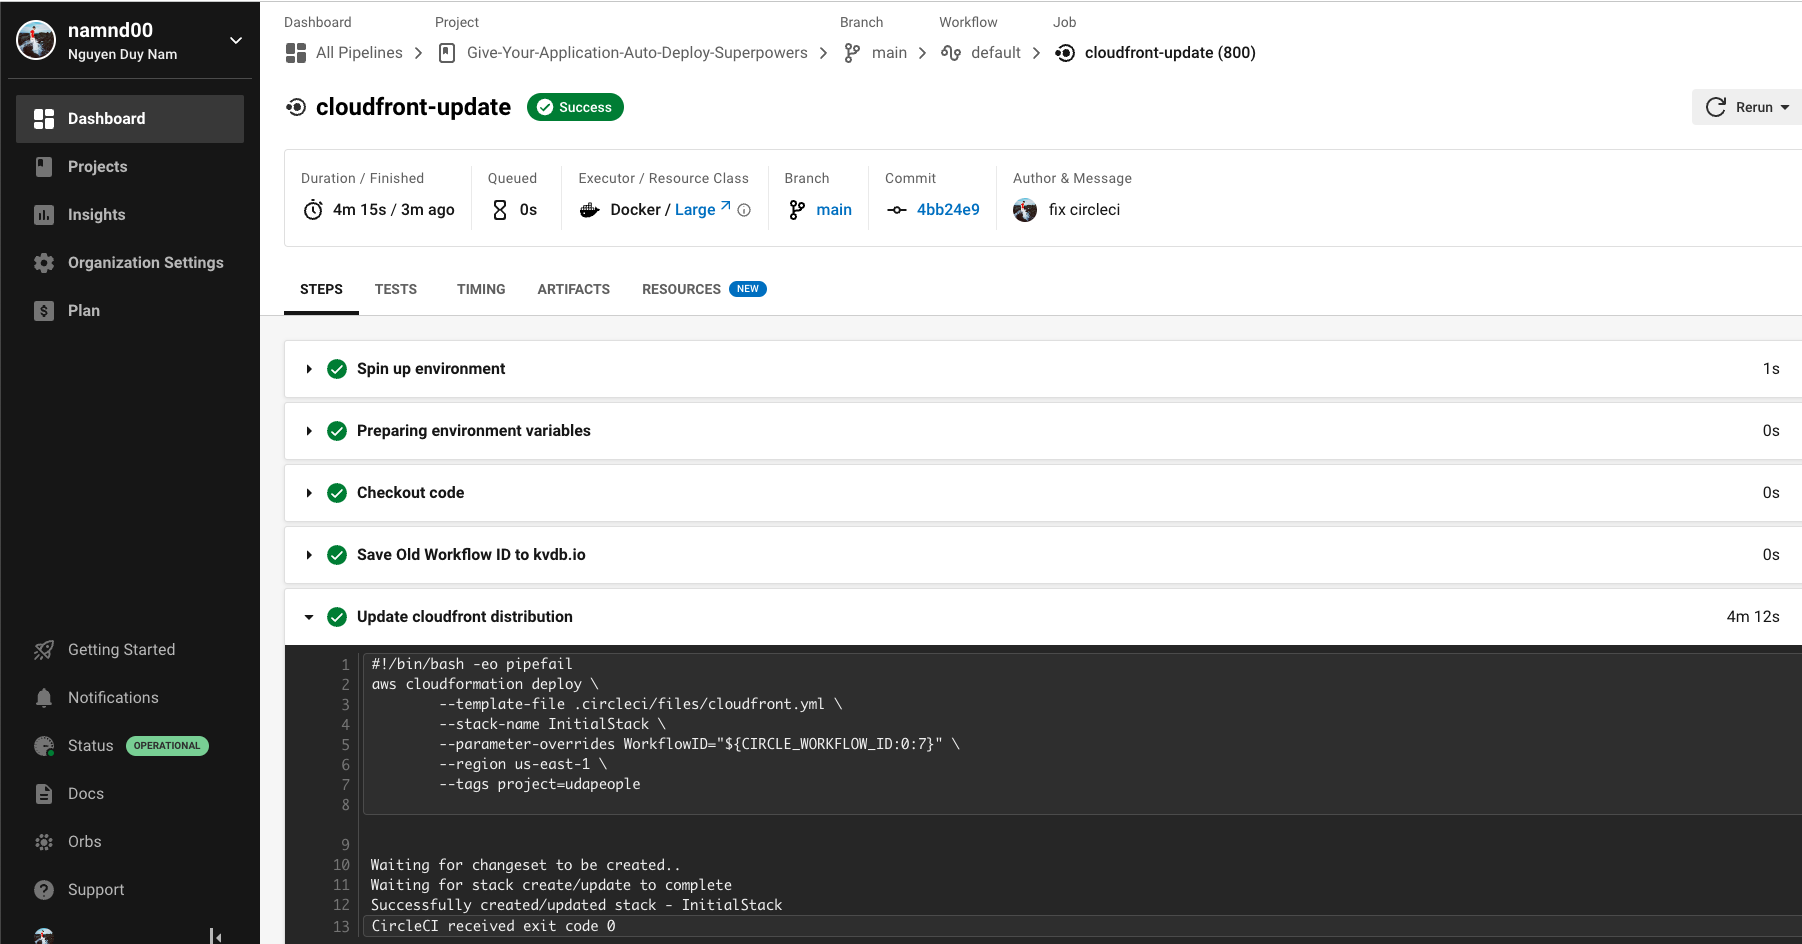 namnd00
Nguyen Duy Nam
Dashboard
Projects
Insights
Organization Settings
Plan
Getting Started
Notifications
Status OPERATIONAL
Docs
Orbs
Support
Dashboard Project Branch Workflow Job
All Pipelines Give-Your-Application-Auto-Deploy-Superpowers main default cloudfront-update (800)
cloudfront-update Success
Rerun
Duration / Finished Queued Executor / Resource Class Branch Commit Author & Message
4m 15s / 3m ago 0s Docker / Large main 4bb24e9 fix circleci
STEPS TESTS TIMING ARTIFACTS RESOURCES NEW
Spin up environment 1s
Preparing environment variables 0s
Checkout code 0s
Save Old Workflow ID to kvdb.io 0s
Update cloudfront distribution 4m 12s
1 #!/bin/bash -eo pipefail
2 aws cloudformation deploy \
3 --template-file .circleci/files/cloudfront.yml \
4 --stack-name InitialStack \
5 --parameter-overrides WorkflowID="${CIRCLE_WORKFLOW_ID:0:7}" \
6 --region us-east-1 \
7 --tags project=udapeople
8
9
10 Waiting for changeset to be created..
11 Waiting for stack create/update to complete
12 Successfully created/updated stack - InitialStack
13 CircleCI received exit code 0